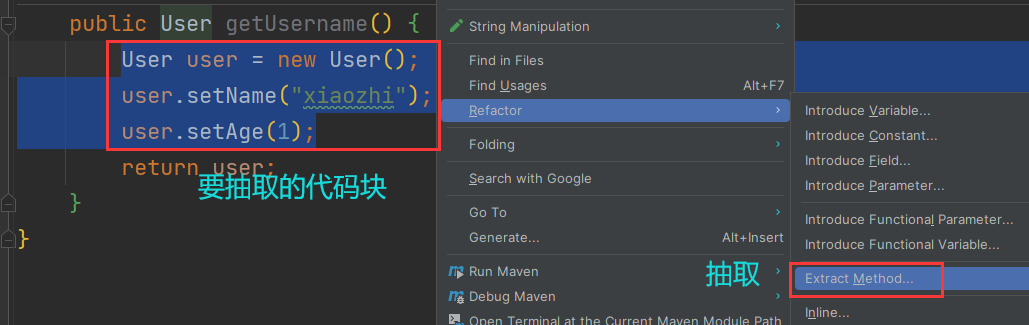 public User getUsername() {
User user = new User();
user.setName("xiaozhi");
user.setAge(1);
return user;
}
}
要抽取的代码块
String Manipulation
Find in Files
Find Usages Alt+F7
Refactor
Folding
Search with Google
Go To
Generate... Alt+Insert
Run Maven
Debug Maven
Open Terminal at the Current Maven Module Path
抽取
Introduce Variable...
Introduce Constant...
Introduce Field...
Introduce Parameter...
Introduce Functional Parameter...
Introduce Functional Variable...
Extract Method...
Inline...